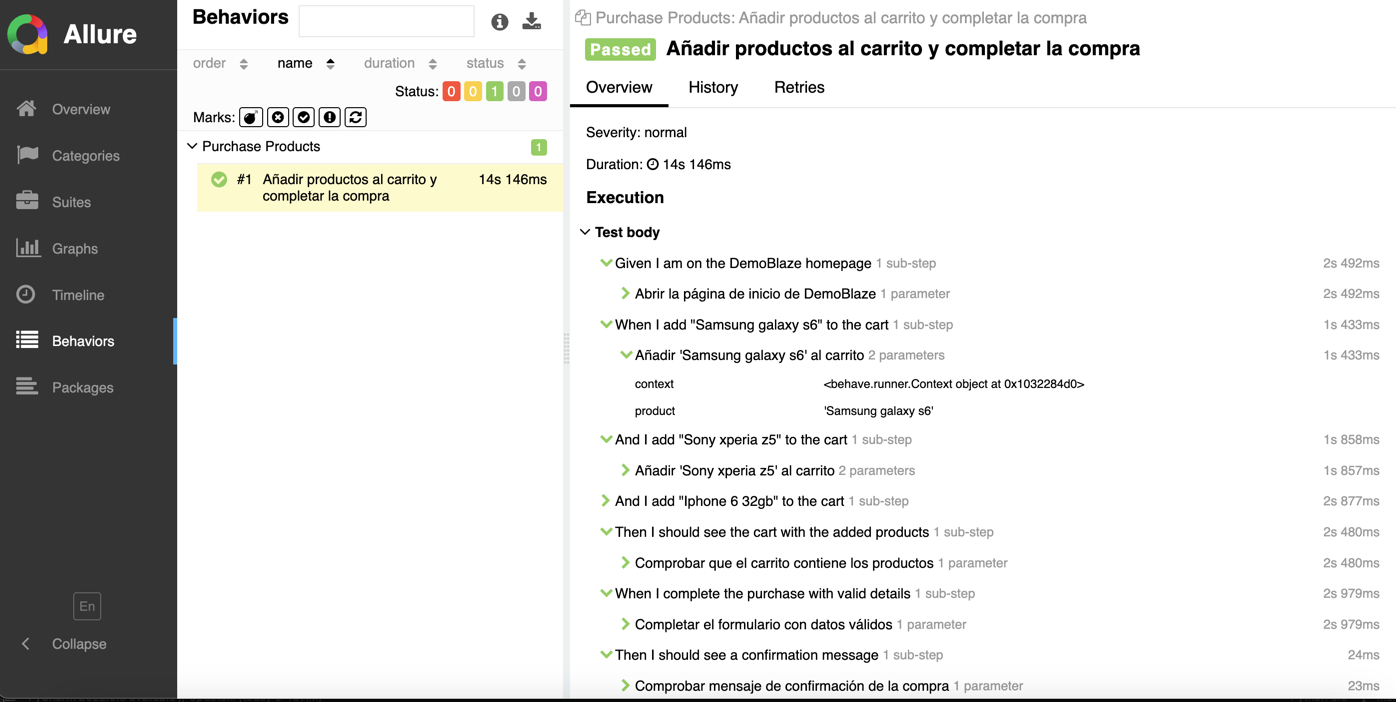 Allure
Overview
Categories
Suites
Graphs
Timeline
Behaviors
Packages
En
Collapse
Behaviors
order name duration status
Status: 0 0 1 0 0
Marks:
Purchase Products 1
#1 Añadir productos al carrito y 14s 146ms
completar la compra
Purchase Products: Añadir productos al carrito y completar la compra
Passed Añadir productos al carrito y completar la compra
Overview History Retries
Severity: normal
Duration: 14s 146ms
Execution
Test body
Given I am on the DemoBlaze homepage 1 sub-step 2s 492ms
Abrir la página de inicio de DemoBlaze 1 parameter 2s 492ms
When I add "Samsung galaxy s6" to the cart 1 sub-step 1s 433ms
Añadir 'Samsung galaxy s6' al carrito 2 parameters 1s 433ms
context <behave.runner.Context object at 0x1032284d0>
product 'Samsung galaxy s6'
And I add "Sony xperia z5" to the cart 1 sub-step 1s 858ms
Añadir 'Sony xperia z5' al carrito 2 parameters 1s 857ms
And I add "Iphone 6 32gb" to the cart 1 sub-step 2s 877ms
Then I should see the cart with the added products 1 sub-step 2s 480ms
Comprobar que el carrito contiene los productos 1 parameter 2s 480ms
When I complete the purchase with valid details 1 sub-step 2s 979ms
Completar el formulario con datos válidos 1 parameter 2s 979ms
Then I should see a confirmation message 1 sub-step 24ms
Comprobar mensaje de confirmación de la compra 1 parameter 23ms